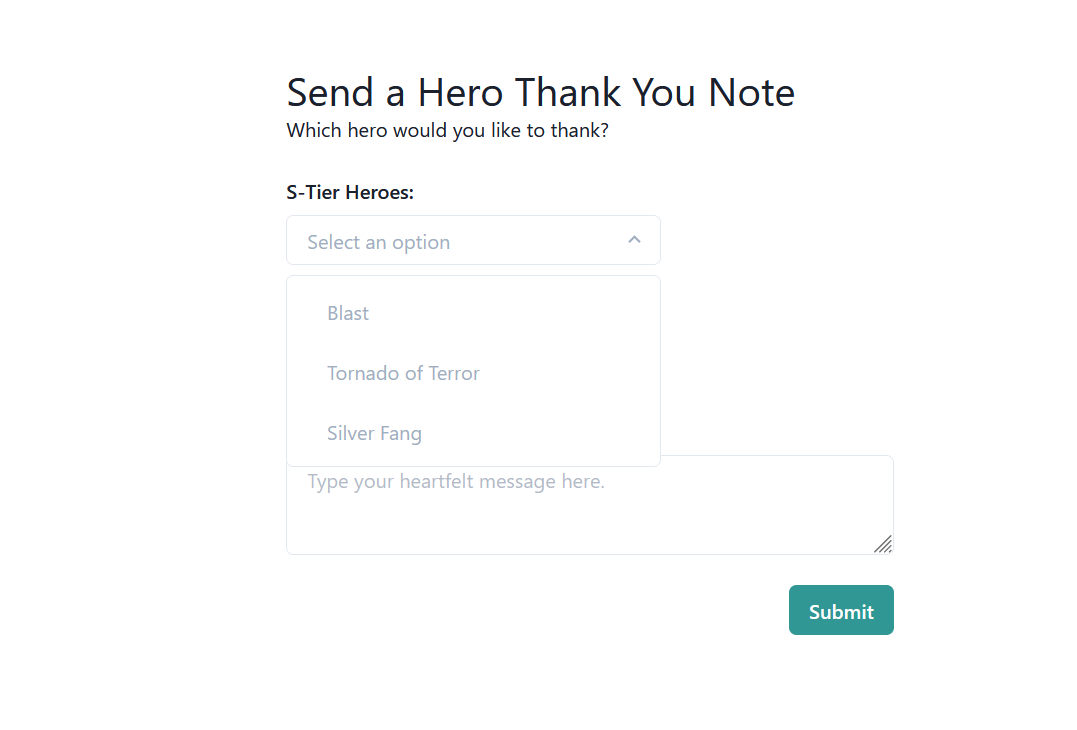 Send a Hero Thank You Note
Which hero would you like to thank?
S-Tier Heroes:
Select an option
Blast
Tornado of Terror
Silver Fang
Type your heartfelt message here.
Submit